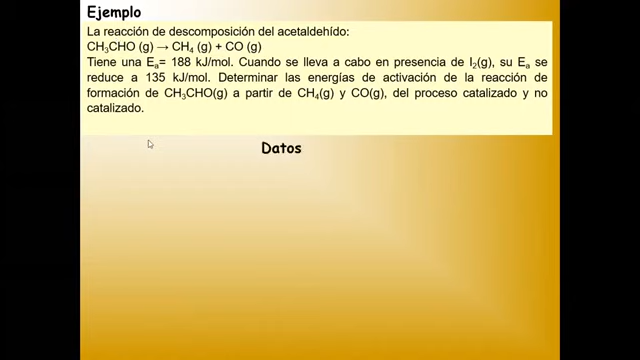 Ejemplo
La reacción de descomposición del acetaldehído:
CH₃CHO (g) → CH₄ (g) + CO (g)
Tiene una Eₐ= 188 kJ/mol. Cuando se lleva a cabo en presencia de I₂(g), su Eₐ se
reduce a 135 kJ/mol. Determinar las energías de activación de la reacción de
formación de CH₃CHO(g) a partir de CH₄(g) y CO(g), del proceso catalizado y no
catalizado.
Datos